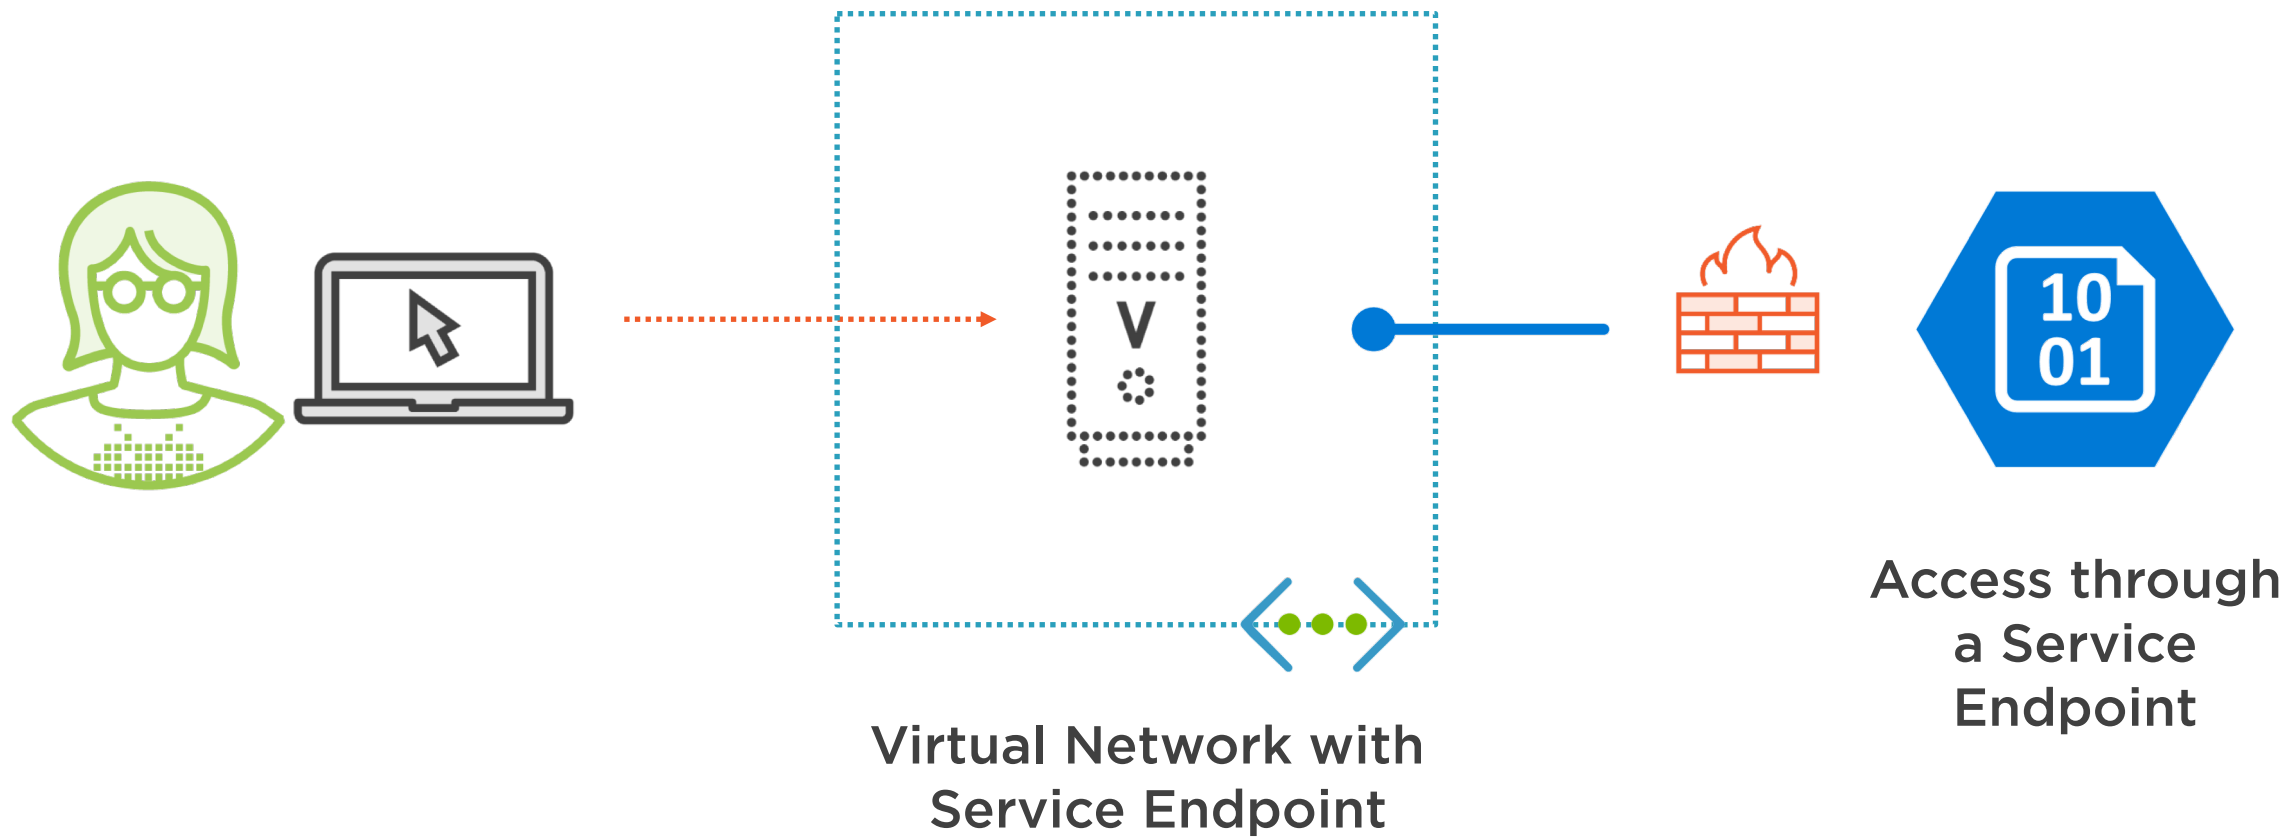 V
10
01
Access through
a Service
Endpoint
Virtual Network with
Service Endpoint